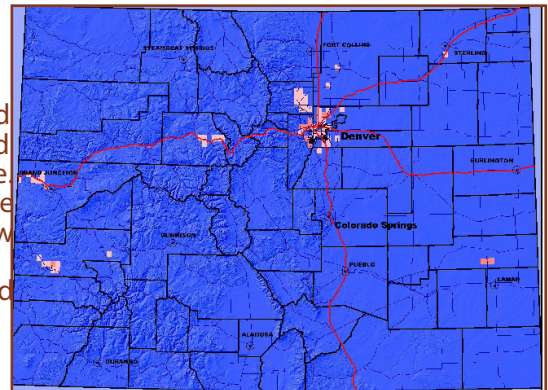 STEAMBOAT SPRINGS
FORT COLLINS
STERLING
d
d
Denver
e.
GRAND JUNCTION
BURLINGTON
e
w
Colorado Springs
GUNNISON
PUEBLO
LAMAR
d
ALAMOSA
DURANGO